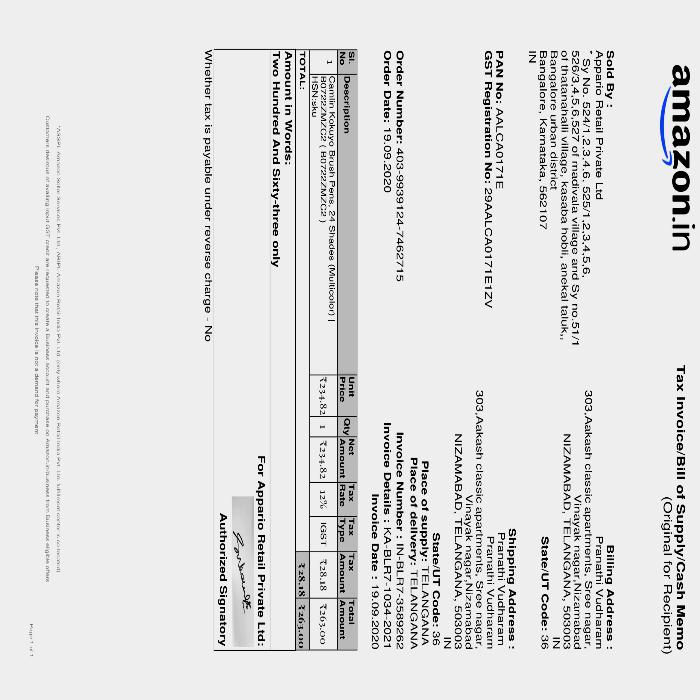 amazon.in
Tax Invoice/Bill of Supply/Cash Memo
(Original for Recipient)
Sold By :
Appario Retail Private Ltd
* Sy No. 524/1,2,3,4,6, 525/1,2,3,4,5,6,
526/3,4,5,6,527 of madivala village and Sy no.51/1
of thatanahalli village, kasaba hobli, anekal taluk,,
Bangalore urban district
Bangalore, Karnataka, 562107
IN
Billing Address :
Pranathi Vudharam
303,Aakash classic apartments, Sree nagar,
Vinayak nagar,Nizamabad
NIZAMABAD, TELANGANA, 503003
IN
State/UT Code: 36
PAN No: AALCA0171E
GST Registration No: 29AALCA0171E1ZV
Shipping Address :
Pranathi Vudharam
Pranathi Vudharam
303,Aakash classic apartments, Sree nagar,
Vinayak nagar,Nizamabad
NIZAMABAD, TELANGANA, 503003
IN
State/UT Code: 36
Place of supply: TELANGANA
Place of delivery: TELANGANA
Order Number: 403-9939124-7462715
Order Date: 19.09.2020
Invoice Number : IN-BLR7-3589262
Invoice Details : KA-BLR7-1034-2021
Invoice Date : 19.09.2020
Sl. No Description Unit Price Qty Net Amount Tax Rate Tax Type Tax Amount Total Amount
1 Camlin Kokuyo Brush Pens, 24 Shades (Multicolor) | ₹234.82 1 ₹234.82 12% IGST ₹28.18 ₹263.00
B0722ZMZC2 ( B0722ZMZC2 )
HSN:sku
TOTAL: ₹28.18 ₹263.00
Amount in Words:
Two Hundred And Sixty-three only
For Appario Retail Private Ltd:
Authorized Signatory
Whether tax is payable under reverse charge - No
Please note that this invoice is not a demand for payment
Page 1 of 1